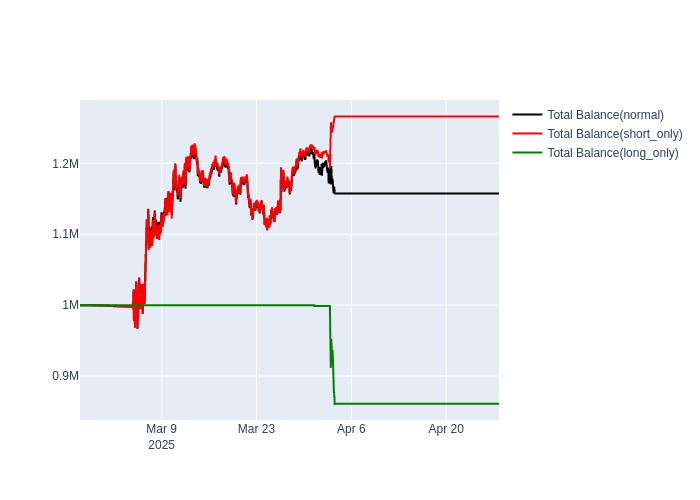 Total Balance(normal)
Total Balance(short_only)
Total Balance(long_only)
1.2M
1.1M
1M
0.9M
Mar 9
2025
Mar 23
Apr 6
Apr 20